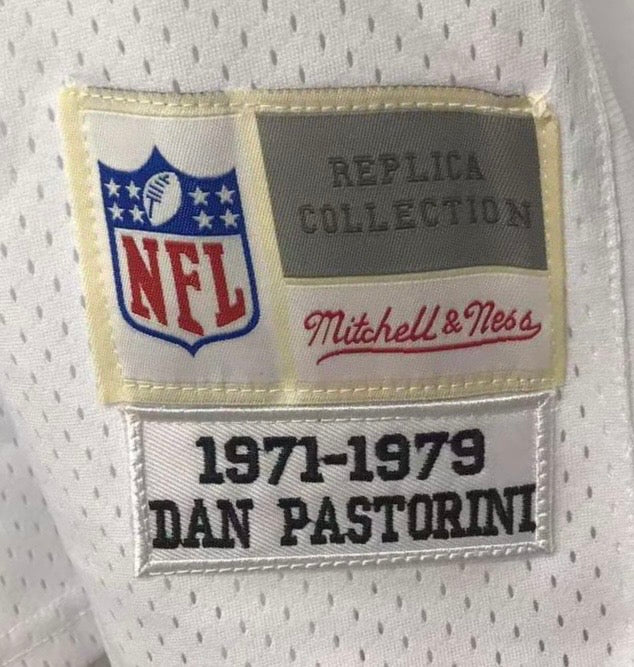 NFL
REPLICA
COLLECTION
Mitchell & Ness
1971-1979
DAN PASTORINI